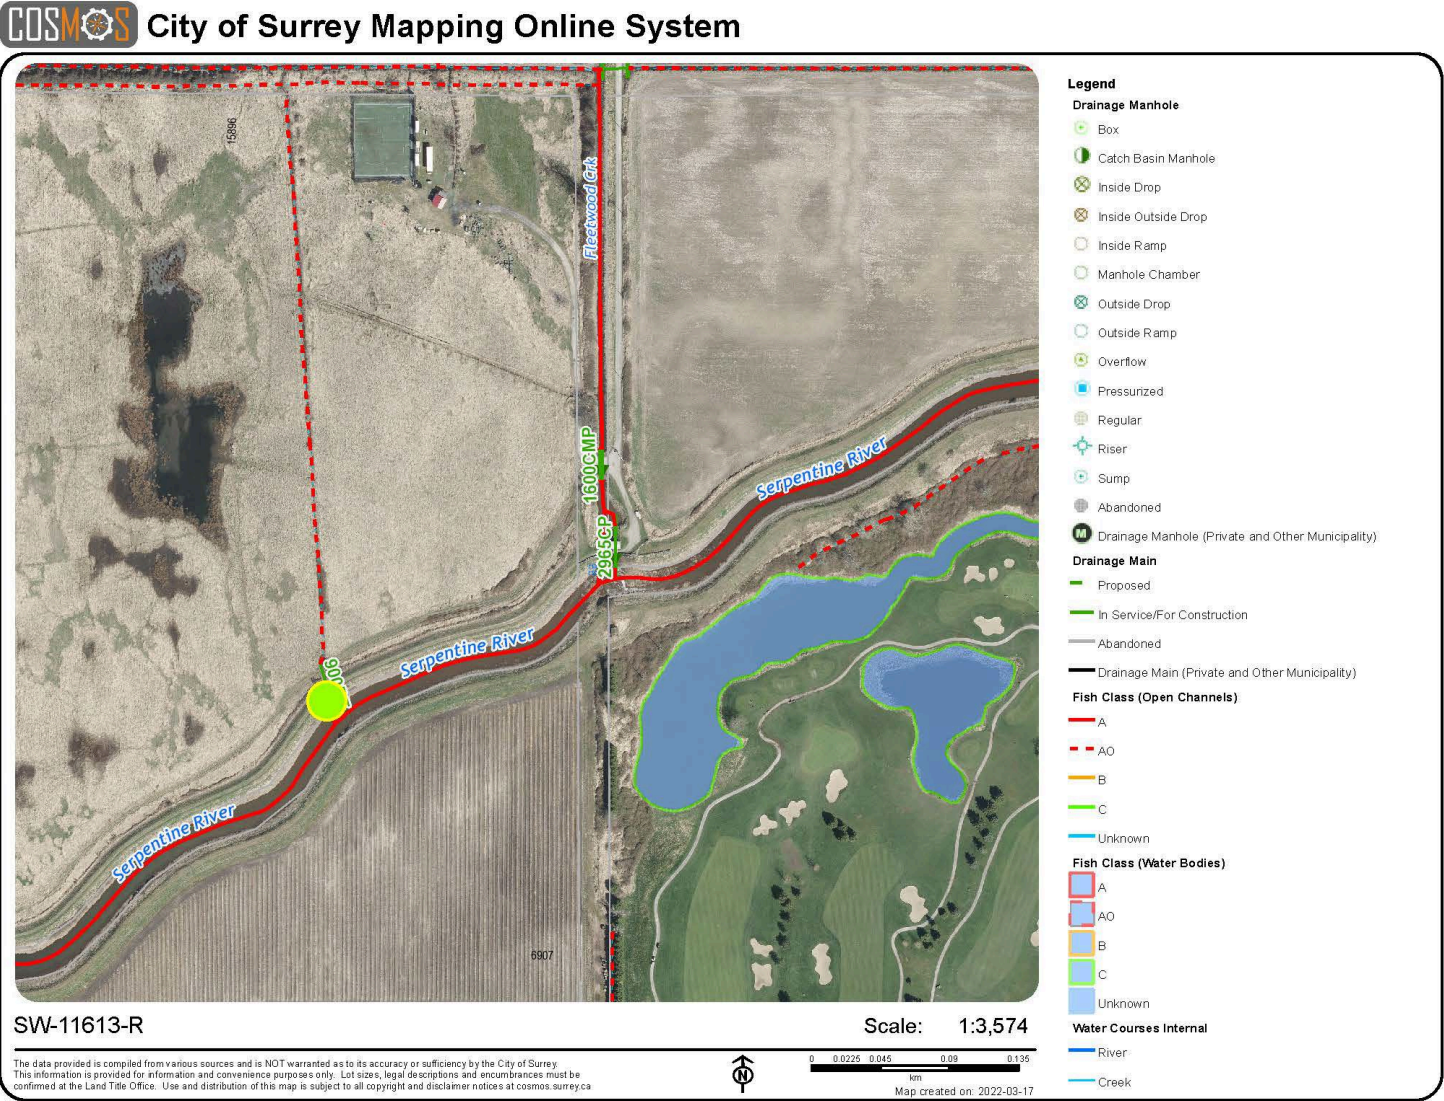 COSMOS City of Surrey Mapping Online System
15896
Fleetwood Crk
1600CMP
2965CP
Serpentine River
Serpentine River
Serpentine River
6907
Legend
Drainage Manhole
Box
Catch Basin Manhole
Inside Drop
Inside Outside Drop
Inside Ramp
Manhole Chamber
Outside Drop
Outside Ramp
Overflow
Pressurized
Regular
Riser
Sump
Abandoned
M Drainage Manhole (Private and Other Municipality)
Drainage Main
Proposed
In Service/For Construction
Abandoned
Drainage Main (Private and Other Municipality)
Fish Class (Open Channels)
A
AO
B
C
Unknown
Fish Class (Water Bodies)
A
AO
B
C
Unknown
Water Courses Internal
River
Creek
SW-11613-R
Scale: 1:3,574
The data provided is compiled from various sources and is NOT warranted as to its accuracy or sufficiency by the City of Surrey.
This information is provided for information and convenience purposes only. Lot sizes, legal descriptions and encumbrances must be
confirmed at the Land Title Office. Use and distribution of this map is subject to all copyright and disclaimer notices at cosmos.surrey.ca
N
0 0.0225 0.045 0.09 0.135
km
Map created on: 2022-03-17